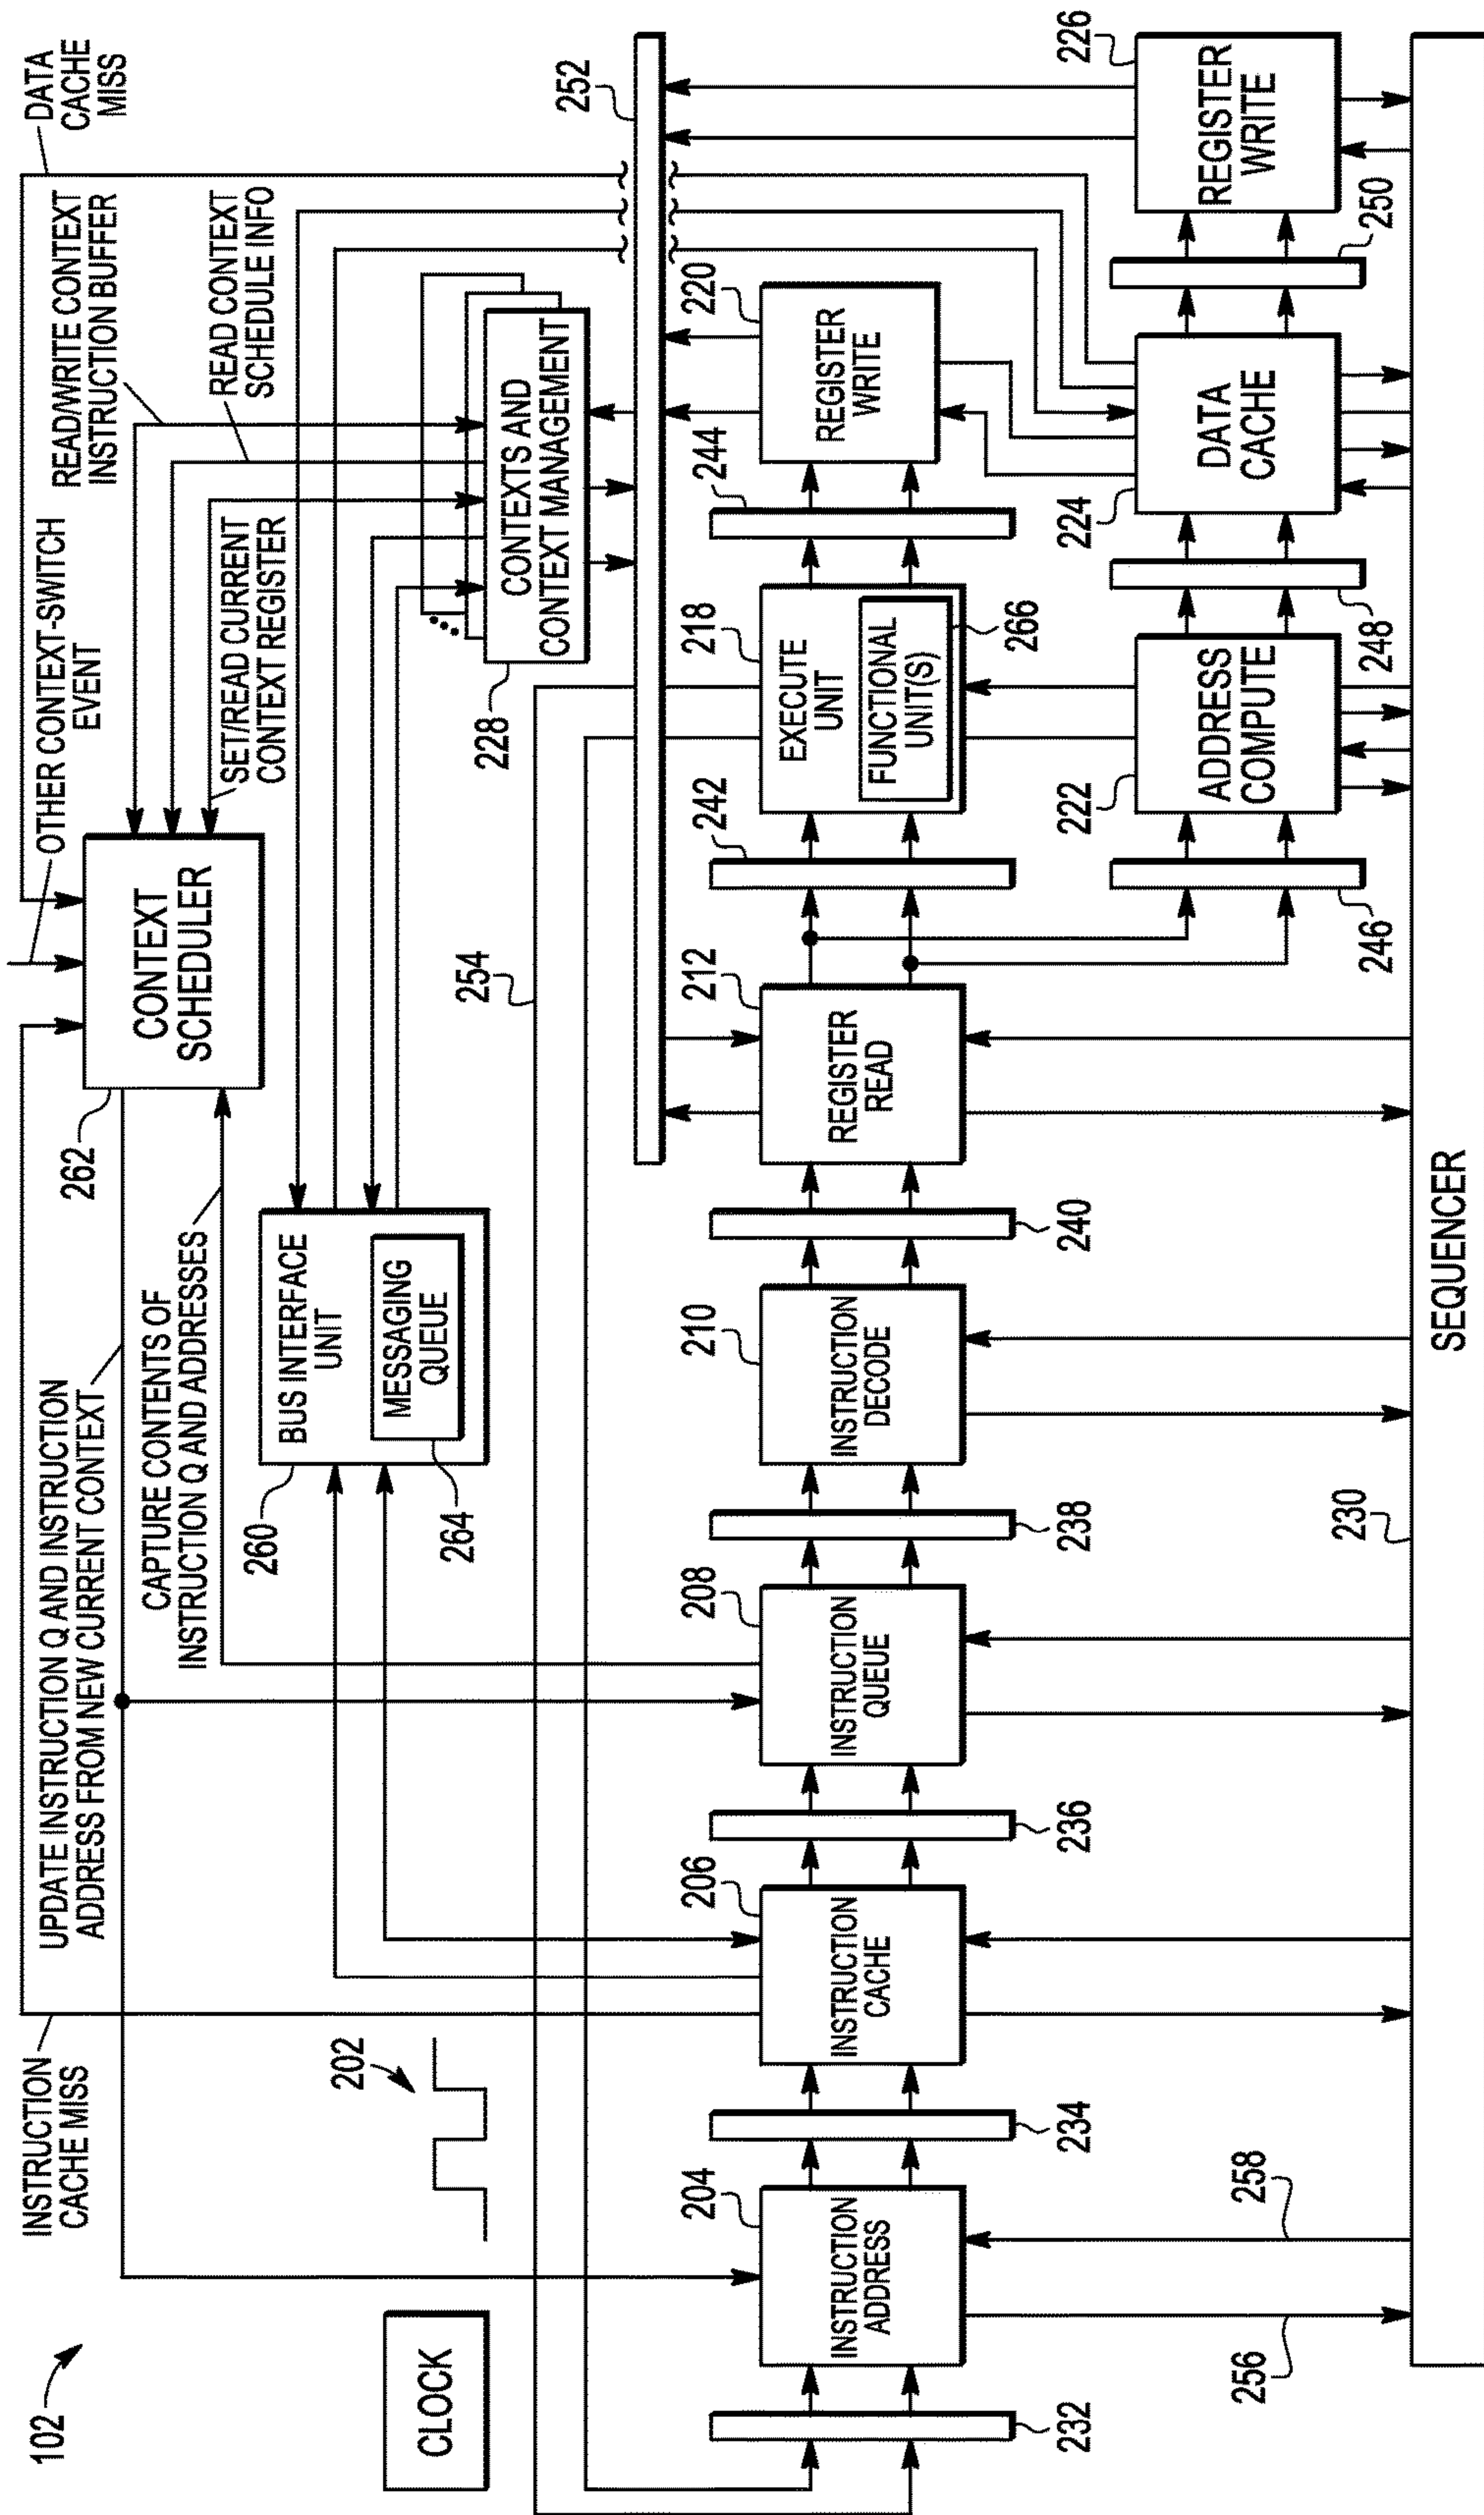 102
CLOCK
202
INSTRUCTION
CACHE MISS
UPDATE INSTRUCTION Q AND INSTRUCTION
ADDRESS FROM NEW CURRENT CONTEXT
CAPTURE CONTENTS OF
INSTRUCTION Q AND ADDRESSES
262
CONTEXT
SCHEDULER
OTHER CONTEXT-SWITCH
EVENT
SET/READ CURRENT
CONTEXT REGISTER
READ/WRITE CONTEXT
INSTRUCTION BUFFER
READ CONTEXT
SCHEDULE INFO
DATA
CACHE
MISS
260
BUS INTERFACE
UNIT
MESSAGING
QUEUE
264
228
CONTEXTS AND
CONTEXT MANAGEMENT
252
254
232
204
INSTRUCTION
ADDRESS
234
206
INSTRUCTION
CACHE
236
208
INSTRUCTION
QUEUE
238
210
INSTRUCTION
DECODE
240
212
REGISTER
READ
242
218
EXECUTE
UNIT
FUNCTIONAL
UNIT(S)
266
244
220
REGISTER
WRITE
246
222
ADDRESS
COMPUTE
248
224
DATA
CACHE
250
226
REGISTER
WRITE
256
258
230
SEQUENCER